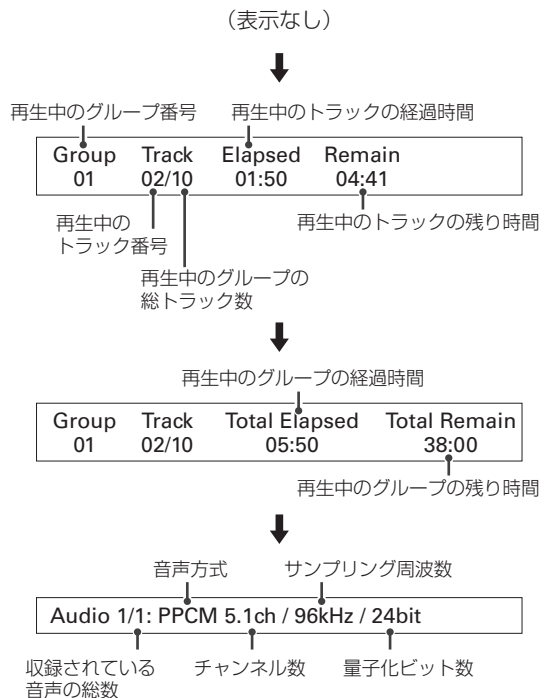 （表示なし）
再生中のグループ番号 再生中のトラックの経過時間
Group Track Elapsed Remain
01 02/10 01:50 04:41
再生中の
トラック番号
再生中のトラックの残り時間
再生中のグループの
総トラック数
再生中のグループの経過時間
Group Track Total Elapsed Total Remain
01 02/10 05:50 38:00
再生中のグループの残り時間
音声方式 サンプリング周波数
Audio 1/1: PPCM 5.1ch / 96kHz / 24bit
収録されている
音声の総数
チャンネル数 量子化ビット数